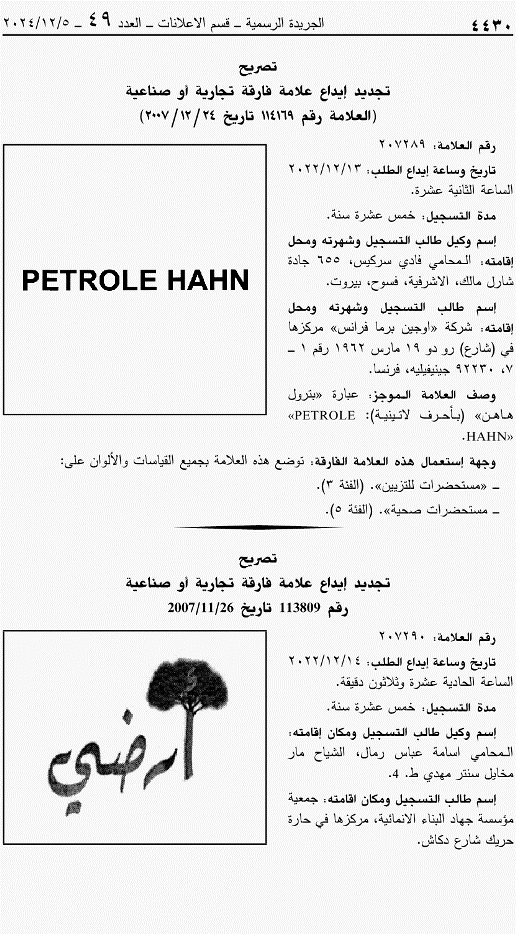 ٤٤٣٠ الجريدة الرسمية ـ قسم الاعلانات ـ العدد ٤٩ ـ ٢٠٢٤/١٢/٥
تصريح
تجديد إيداع علامة فارقة تجارية أو صناعية
(العلامة رقم ١١٤١٦٩ تاريخ ٢٠٠٧/١٢/٢٤)
رقم العلامة: ٢٠٧٢٨٩
تاريخ وساعة إيداع الطلب: ٢٠٢٢/١٢/١٣
الساعة الثانية عشرة.
مدة التسجيل: خمس عشرة سنة.
إسم وكيل طالب التسجيل وشهرته ومحل
إقامته: المحامي فادي سركيس، ٦٥٥ جادة
شارل مالك، الاشرفية، فسوح، بيروت.
إسم طالب التسجيل وشهرته ومحل
إقامته: شركة «اوجين برما فرانس» مركزها
في (شارع) رو دو ١٩ مارس ١٩٦٢ رقم ١ ـ
٧، ٩٢٢٣٠ جينيفيليه، فرنسا.
وصف العلامة الموجز: عبارة «بترول
هاهن» (بأحرف لاتينية): «PETROLE
HAHN».
PETROLE HAHN
وجهة إستعمال هذه العلامة الفارقة: توضع هذه العلامة بجميع القياسات والألوان على:
ـ «مستحضرات للتزيين». (الفئة ٣).
ـ مستحضرات صحية». (الفئة ٥).
تصريح
تجديد إيداع علامة فارقة تجارية أو صناعية
رقم 113809 تاريخ 2007/11/26
رقم العلامة: ٢٠٧٢٩٠
تاريخ وساعة إيداع الطلب: ٢٠٢٢/١٢/١٤
الساعة الحادية عشرة وثلاثون دقيقة.
مدة التسجيل: خمس عشرة سنة.
إسم وكيل طالب التسجيل ومكان إقامته:
المحامي اسامة عباس رمال، الشياح مار
مخايل سنتر مهدي ط. 4.
إسم طالب التسجيل ومكان اقامته: جمعية
مؤسسة جهاد البناء الانمائية، مركزها في حارة
حريك شارع دكاش.
ارضي